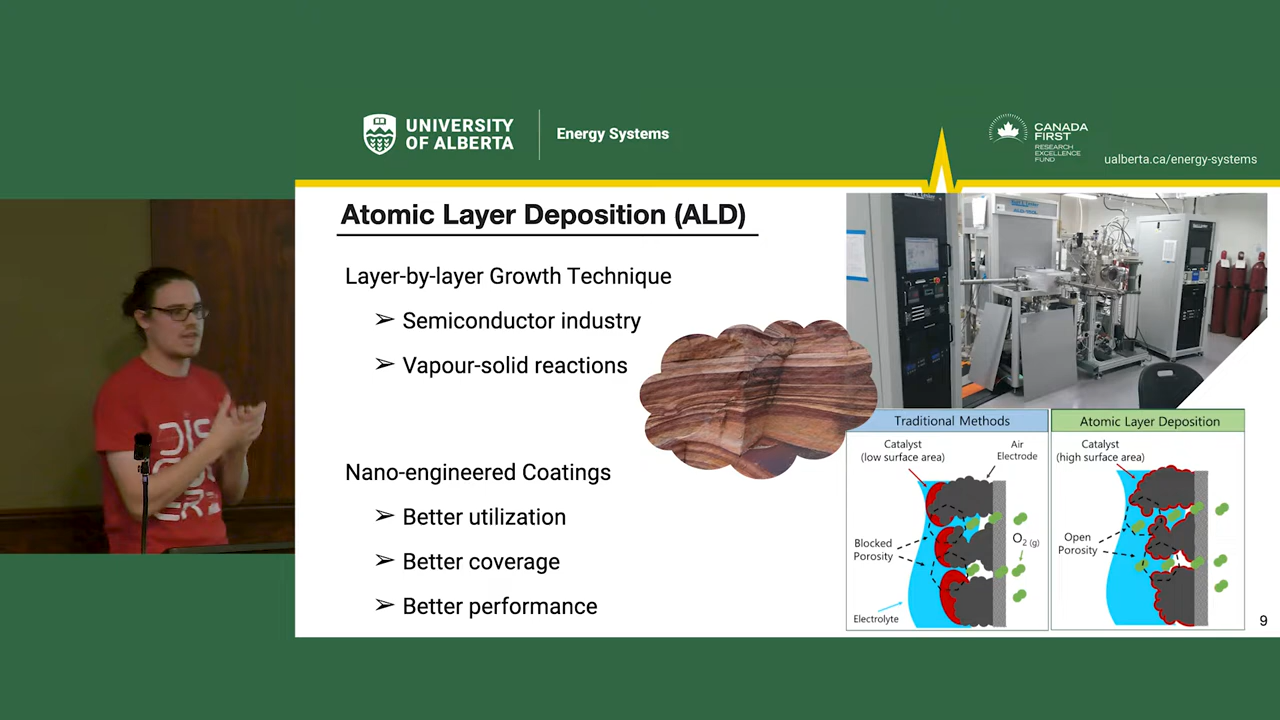 UNIVERSITY
OF ALBERTA
Energy Systems
CANADA
FIRST
RESEARCH
EXCELLENCE
FUND
ualberta.ca/energy-systems
Atomic Layer Deposition (ALD)
Layer-by-layer Growth Technique
➢ Semiconductor industry
➢ Vapour-solid reactions
Nano-engineered Coatings
➢ Better utilization
➢ Better coverage
➢ Better performance
Traditional Methods
Catalyst
(low surface area)
Air
Electrode
Blocked
Porosity
O2 (g)
Electrolyte
Atomic Layer Deposition
Catalyst
(high surface area)
Open
Porosity
9
DISC
OVER